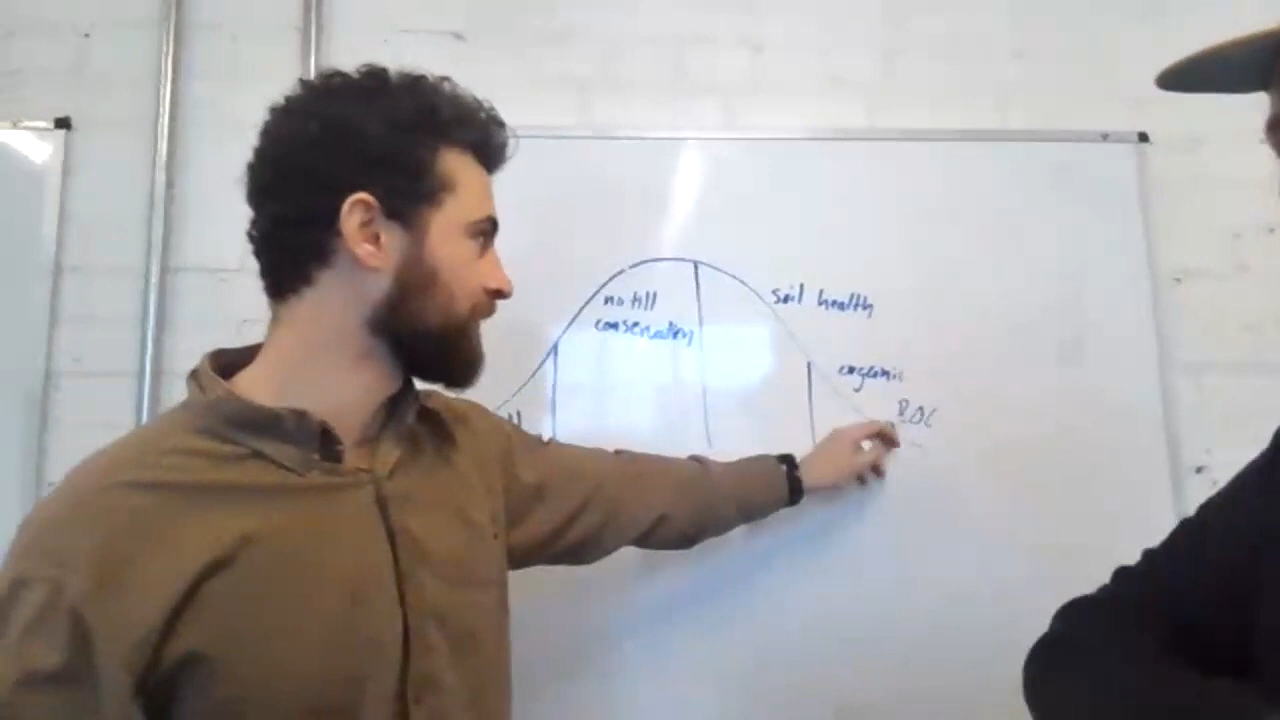 no till
conservation
soil health
organic
ROC